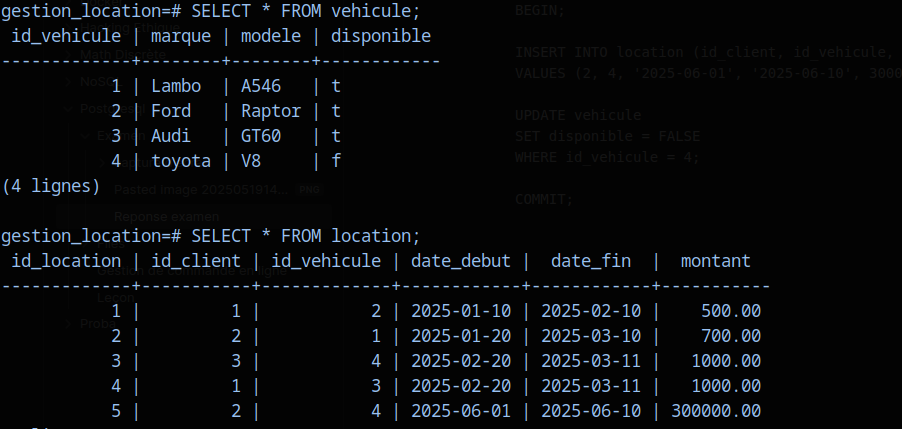 gestion_location=# SELECT * FROM vehicule;
 id_vehicule | marque | modele | disponible
-------------+--------+--------+------------
           1 | Lambo  | A546   | t
           2 | Ford   | Raptor | t
           3 | Audi   | GT60   | t
           4 | toyota | V8     | f
(4 lignes)
gestion_location=# SELECT * FROM location;
 id_location | id_client | id_vehicule | date_debut |  date_fin  |  montant
-------------+-----------+-------------+------------+------------+-----------
           1 |         1 |           2 | 2025-01-10 | 2025-02-10 |    500.00
           2 |         2 |           1 | 2025-01-20 | 2025-03-10 |    700.00
           3 |         3 |           4 | 2025-02-20 | 2025-03-11 |   1000.00
           4 |         1 |           3 | 2025-02-20 | 2025-03-11 |   1000.00
           5 |         2 |           4 | 2025-06-01 | 2025-06-10 | 300000.00
BEGIN;
INSERT INTO location (id_client, id_vehicule,
VALUES (2, 4, '2025-06-01', '2025-06-10', 3000
UPDATE vehicule
SET disponible = FALSE
WHERE id_vehicule = 4;
COMMIT;
Math Discrète
NoSQ
Postgresql
Pasted image 2025051914... PNG
Reponse examen